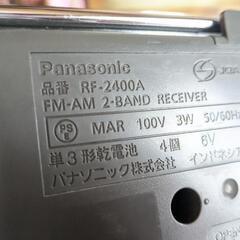 Panasonic
品番 RF-2400A
FM-AM 2-BAND RECEIVER
PS E MAR 100V 3W 50/60Hz
単3形乾電池 4個 6V
パナソニック株式会社 インドネシア